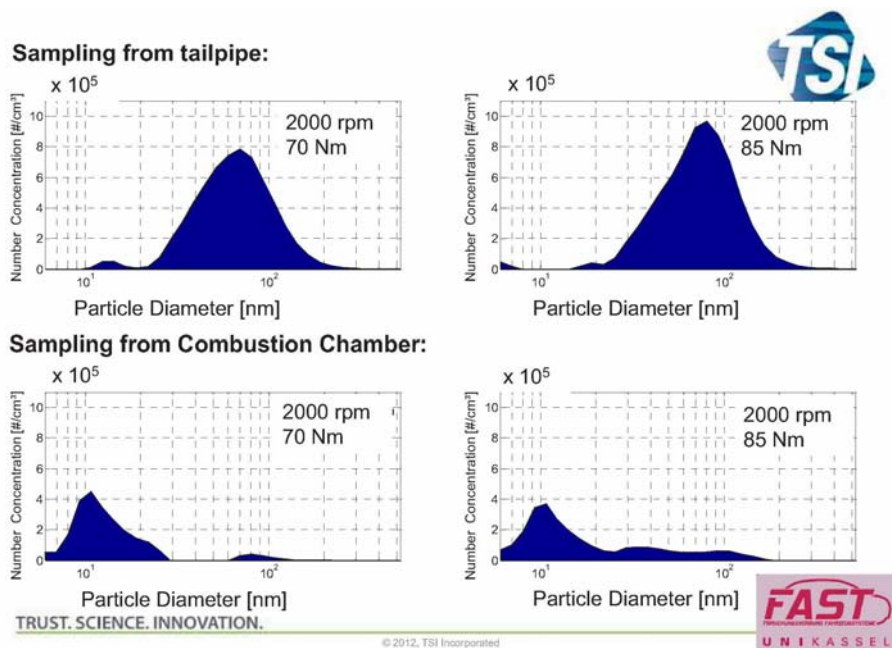 Sampling from tailpipe:
TSI
x 10⁵
Number Concentration [#/cm³]
10
8
6
4
2
0
2000 rpm
70 Nm
10¹
10²
Particle Diameter [nm]
x 10⁵
Number Concentration [#/cm³]
10
8
6
4
2
0
2000 rpm
85 Nm
10¹
10²
Particle Diameter [nm]
Sampling from Combustion Chamber:
x 10⁵
Number Concentration [#/cm³]
10
8
6
4
2
0
2000 rpm
70 Nm
10¹
10²
Particle Diameter [nm]
x 10⁵
Number Concentration [#/cm³]
10
8
6
4
2
0
2000 rpm
85 Nm
10¹
10²
Particle Diameter [nm]
TRUST. SCIENCE. INNOVATION.
© 2012, TSI Incorporated
FAST
UNIKASSEL